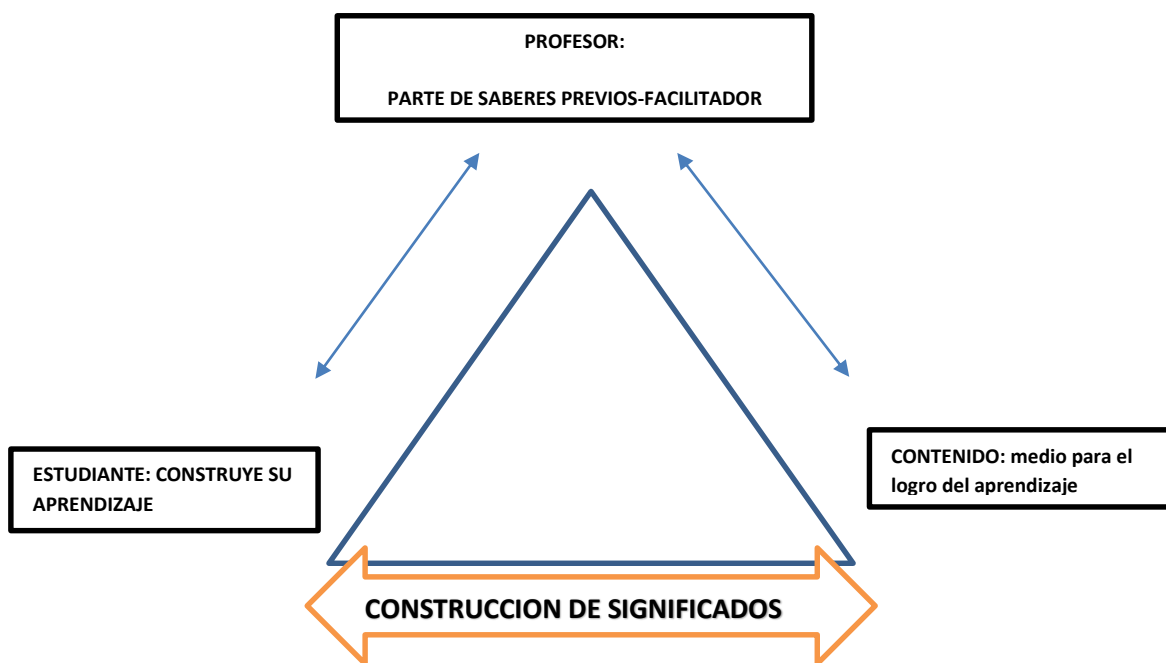 PROFESOR:
PARTE DE SABERES PREVIOS-FACILITADOR
ESTUDIANTE: CONSTRUYE SU
APRENDIZAJE
CONTENIDO: medio para el
logro del aprendizaje
CONSTRUCCION DE SIGNIFICADOS